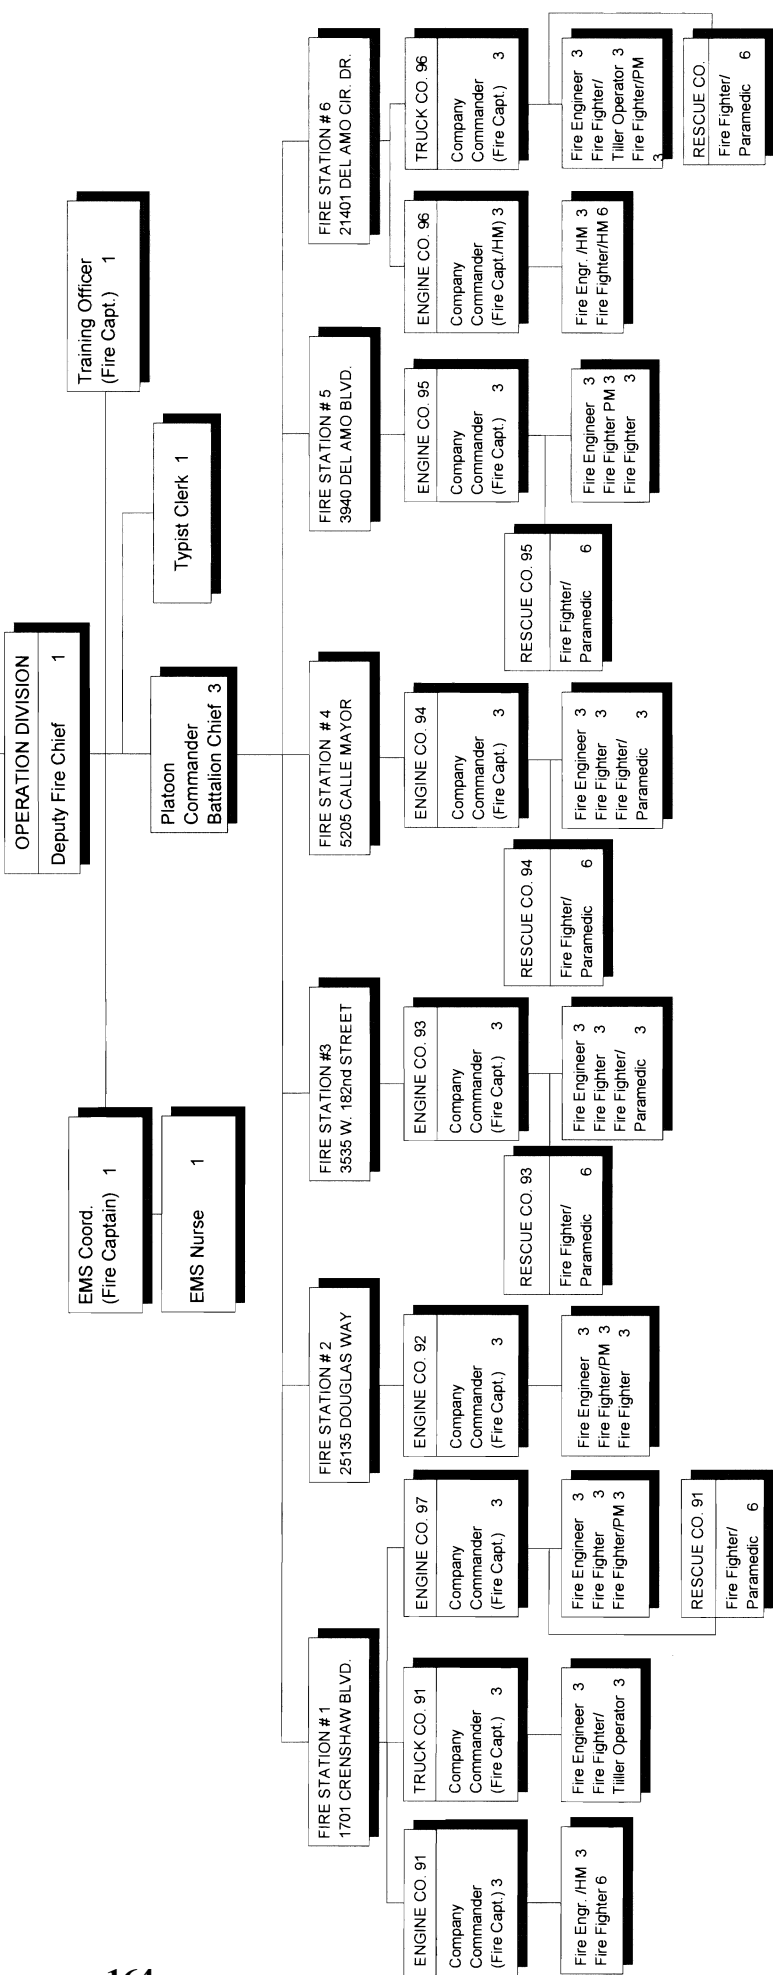 OPERATION DIVISION
Deputy Fire Chief 1
EMS Coord.
(Fire Captain) 1
EMS Nurse 1
Training Officer
(Fire Capt.) 1
Typist Clerk 1
Platoon
Commander
Battalion Chief 3
FIRE STATION # 1
1701 CRENSHAW BLVD.
ENGINE CO. 91
Company
Commander
(Fire Capt.) 3
Fire Engr. /HM 3
Fire Fighter 6
TRUCK CO. 91
Company
Commander
(Fire Capt.) 3
Fire Engineer 3
Fire Fighter/
Tiiller Operator 3
ENGINE CO. 97
Company
Commander
(Fire Capt.) 3
Fire Engineer 3
Fire Fighter 3
Fire Fighter/PM 3
RESCUE CO. 91
Fire Fighter/
Paramedic 6
FIRE STATION # 2
25135 DOUGLAS WAY
ENGINE CO. 92
Company
Commander
(Fire Capt.) 3
Fire Engineer 3
Fire Fighter/PM 3
Fire Fighter 3
FIRE STATION #3
3535 W. 182nd STREET
ENGINE CO. 93
Company
Commander
(Fire Capt.) 3
RESCUE CO. 93
Fire Fighter/
Paramedic 6
Fire Engineer 3
Fire Fighter 3
Fire Fighter/
Paramedic 3
FIRE STATION # 4
5205 CALLE MAYOR
ENGINE CO. 94
Company
Commander
(Fire Capt.) 3
RESCUE CO. 94
Fire Fighter/
Paramedic 6
Fire Engineer 3
Fire Fighter 3
Fire Fighter/
Paramedic 3
FIRE STATION # 5
3940 DEL AMO BLVD.
ENGINE CO. 95
Company
Commander
(Fire Capt.) 3
RESCUE CO. 95
Fire Fighter/
Paramedic 6
Fire Engineer 3
Fire Fighter PM 3
Fire Fighter 3
FIRE STATION # 6
21401 DEL AMO CIR. DR.
ENGINE CO. 96
Company
Commander
(Fire Capt./HM) 3
Fire Engr. /HM 3
Fire Fighter/HM 6
TRUCK CO. 96
Company
Commander
(Fire Capt.) 3
Fire Engineer 3
Fire Fighter/
Tiller Operator 3
Fire Fighter/PM
3
RESCUE CO.
Fire Fighter/
Paramedic 6